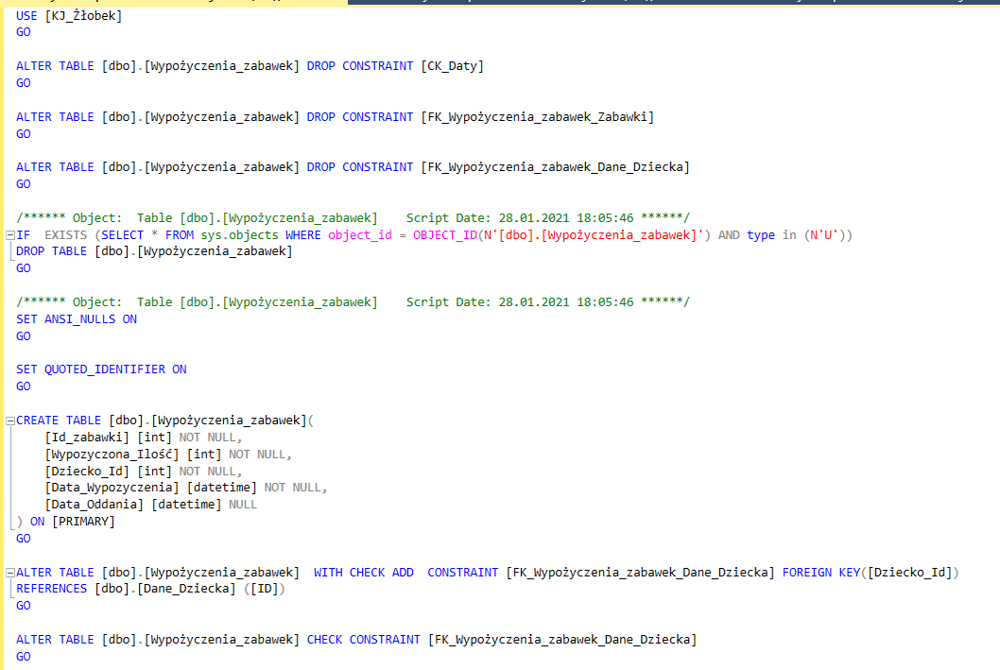 USE [KJ_Żłobek]
GO
ALTER TABLE [dbo].[Wypożyczenia_zabawek] DROP CONSTRAINT [CK_Daty]
GO
ALTER TABLE [dbo].[Wypożyczenia_zabawek] DROP CONSTRAINT [FK_Wypożyczenia_zabawek_Zabawki]
GO
ALTER TABLE [dbo].[Wypożyczenia_zabawek] DROP CONSTRAINT [FK_Wypożyczenia_zabawek_Dane_Dziecka]
GO
/****** Object:  Table [dbo].[Wypożyczenia_zabawek]    Script Date: 28.01.2021 18:05:46 ******/
IF  EXISTS (SELECT * FROM sys.objects WHERE object_id = OBJECT_ID(N'[dbo].[Wypożyczenia_zabawek]') AND type in (N'U'))
DROP TABLE [dbo].[Wypożyczenia_zabawek]
GO
/****** Object:  Table [dbo].[Wypożyczenia_zabawek]    Script Date: 28.01.2021 18:05:46 ******/
SET ANSI_NULLS ON
GO
SET QUOTED_IDENTIFIER ON
GO
CREATE TABLE [dbo].[Wypożyczenia_zabawek](
[Id_zabawki] [int] NOT NULL,
[Wypozyczona_Ilość] [int] NOT NULL,
[Dziecko_Id] [int] NOT NULL,
[Data_Wypozyczenia] [datetime] NOT NULL,
[Data_Oddania] [datetime] NULL
) ON [PRIMARY]
GO
ALTER TABLE [dbo].[Wypożyczenia_zabawek]  WITH CHECK ADD  CONSTRAINT [FK_Wypożyczenia_zabawek_Dane_Dziecka] FOREIGN KEY([Dziecko_Id])
REFERENCES [dbo].[Dane_Dziecka] ([ID])
GO
ALTER TABLE [dbo].[Wypożyczenia_zabawek] CHECK CONSTRAINT [FK_Wypożyczenia_zabawek_Dane_Dziecka]
GO